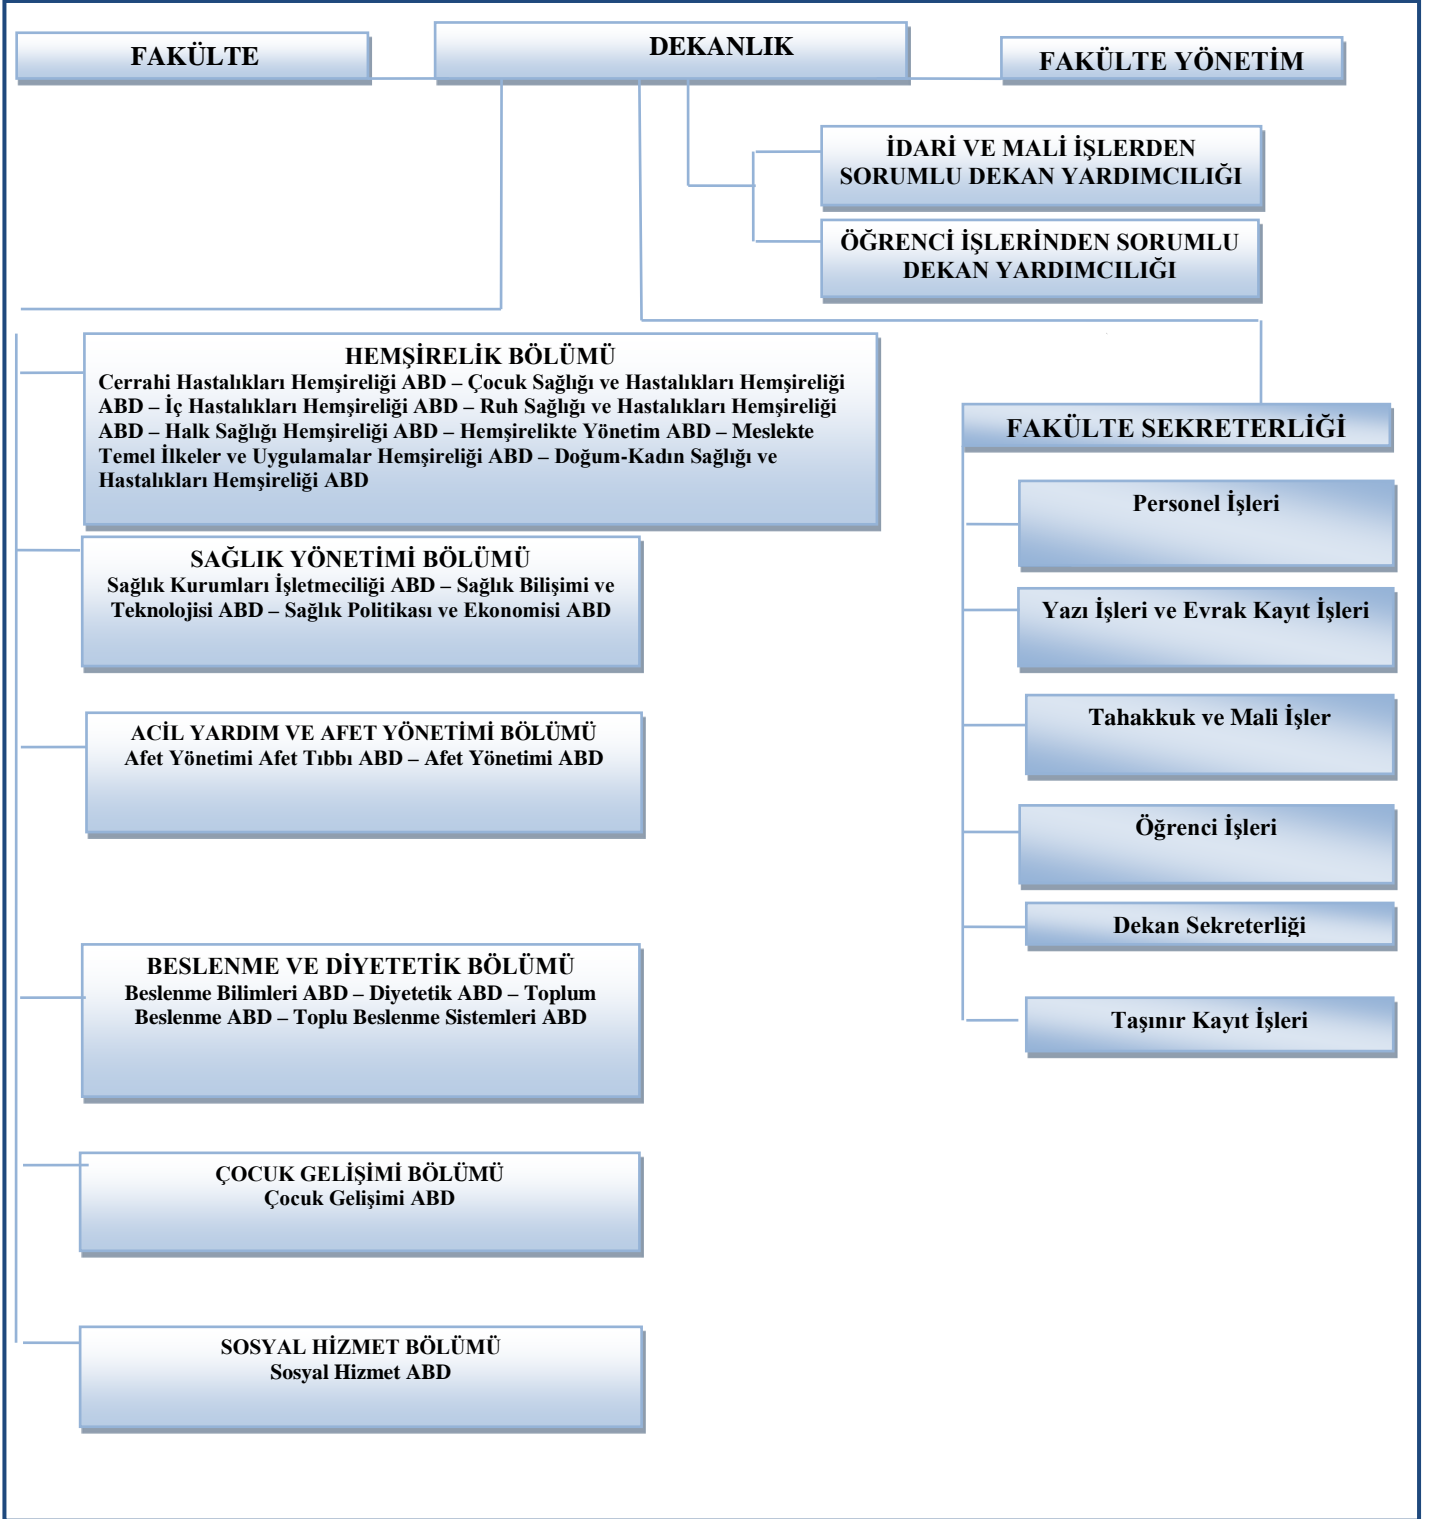 FAKÜLTE
DEKANLIK
FAKÜLTE YÖNETİM
İDARİ VE MALİ İŞLERDEN
SORUMLU DEKAN YARDIMCILIĞI
ÖĞRENCİ İŞLERİNDEN SORUMLU
DEKAN YARDIMCILIĞI
HEMŞİRELİK BÖLÜMÜ
Cerrahi Hastalıkları Hemşireliği ABD – Çocuk Sağlığı ve Hastalıkları Hemşireliği
ABD – İç Hastalıkları Hemşireliği ABD – Ruh Sağlığı ve Hastalıkları Hemşireliği
ABD – Halk Sağlığı Hemşireliği ABD – Hemşirelikte Yönetim ABD – Meslekte
Temel İlkeler ve Uygulamalar Hemşireliği ABD – Doğum-Kadın Sağlığı ve
Hastalıkları Hemşireliği ABD
SAĞLIK YÖNETİMİ BÖLÜMÜ
Sağlık Kurumları İşletmeciliği ABD – Sağlık Bilişimi ve
Teknolojisi ABD – Sağlık Politikası ve Ekonomisi ABD
ACİL YARDIM VE AFET YÖNETİMİ BÖLÜMÜ
Afet Yönetimi Afet Tıbbı ABD – Afet Yönetimi ABD
BESLENME VE DİYETETİK BÖLÜMÜ
Beslenme Bilimleri ABD – Diyetetik ABD – Toplum
Beslenme ABD – Toplu Beslenme Sistemleri ABD
ÇOCUK GELİŞİMİ BÖLÜMÜ
Çocuk Gelişimi ABD
SOSYAL HİZMET BÖLÜMÜ
Sosyal Hizmet ABD
FAKÜLTE SEKRETERLİĞİ
Personel İşleri
Yazı İşleri ve Evrak Kayıt İşleri
Tahakkuk ve Mali İşler
Öğrenci İşleri
Dekan Sekreterliği
Taşınır Kayıt İşleri